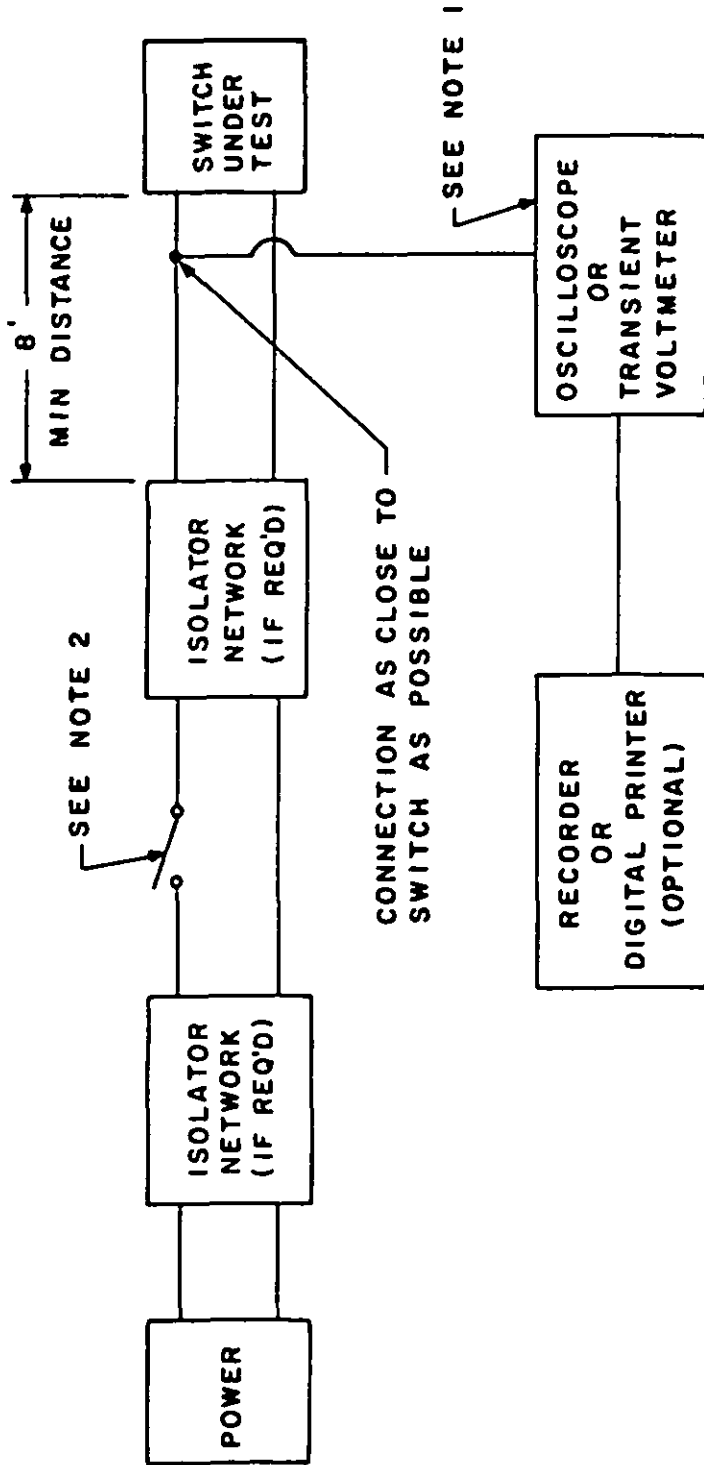 POWER
ISOLATOR
NETWORK
(IF REQ'D)
SEE NOTE 2
ISOLATOR
NETWORK
(IF REQ'D)
8'
MIN DISTANCE
SWITCH
UNDER
TEST
CONNECTION AS CLOSE TO
SWITCH AS POSSIBLE
SEE NOTE 1
RECORDER
OR
DIGITAL PRINTER
(OPTIONAL)
OSCILLOSCOPE
OR
TRANSIENT
VOLTMETER